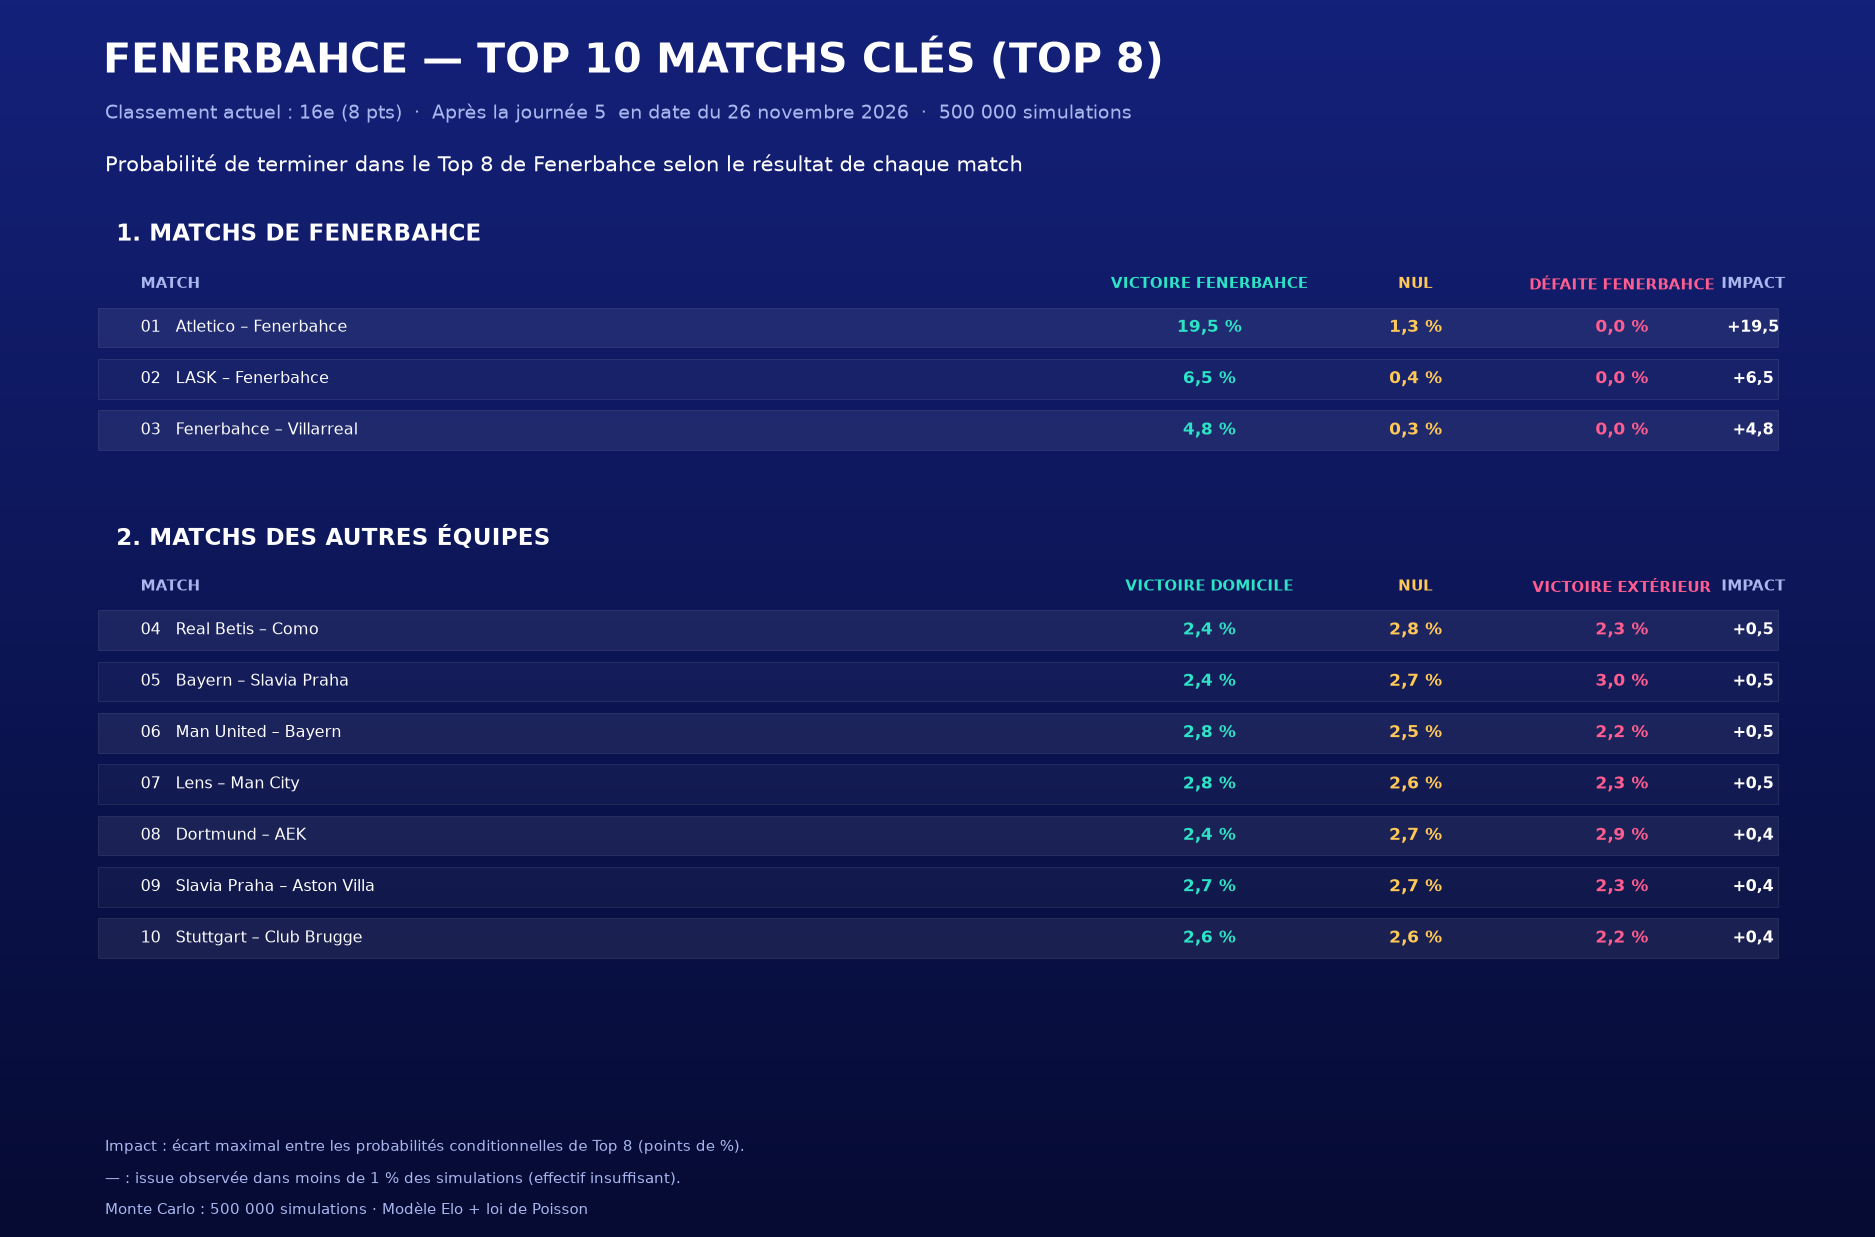 FENERBAHCE — TOP 10 MATCHS CLÉS (TOP 8)
Classement actuel : 16e (8 pts) · Après la journée 5 en date du 26 novembre 2026 · 500 000 simulations
Probabilité de terminer dans le Top 8 de Fenerbahce selon le résultat de chaque match
1. MATCHS DE FENERBAHCE
MATCH VICTOIRE FENERBAHCE NUL DÉFAITE FENERBAHCE IMPACT
01 Atletico – Fenerbahce 19,5 % 1,3 % 0,0 % +19,5
02 LASK – Fenerbahce 6,5 % 0,4 % 0,0 % +6,5
03 Fenerbahce – Villarreal 4,8 % 0,3 % 0,0 % +4,8
2. MATCHS DES AUTRES ÉQUIPES
MATCH VICTOIRE DOMICILE NUL VICTOIRE EXTÉRIEUR IMPACT
04 Real Betis – Como 2,4 % 2,8 % 2,3 % +0,5
05 Bayern – Slavia Praha 2,4 % 2,7 % 3,0 % +0,5
06 Man United – Bayern 2,8 % 2,5 % 2,2 % +0,5
07 Lens – Man City 2,8 % 2,6 % 2,3 % +0,5
08 Dortmund – AEK 2,4 % 2,7 % 2,9 % +0,4
09 Slavia Praha – Aston Villa 2,7 % 2,7 % 2,3 % +0,4
10 Stuttgart – Club Brugge 2,6 % 2,6 % 2,2 % +0,4
Impact : écart maximal entre les probabilités conditionnelles de Top 8 (points de %).
— : issue observée dans moins de 1 % des simulations (effectif insuffisant).
Monte Carlo : 500 000 simulations · Modèle Elo + loi de Poisson